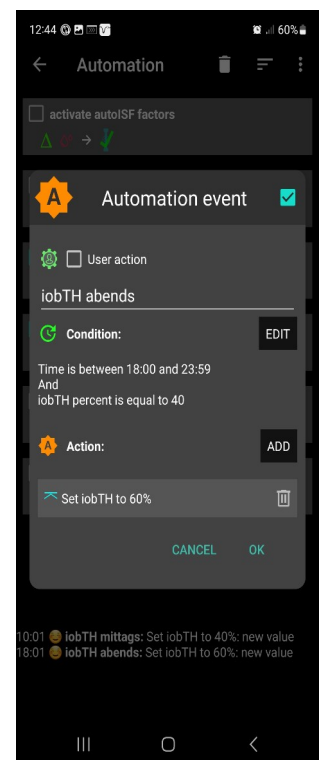 12:44
60%
Automation
activate autoISF factors
Automation event
User action
iobTH abends
Condition:
EDIT
Time is between 18:00 and 23:59
And
iobTH percent is equal to 40
Action:
ADD
Set iobTH to 60%
CANCEL
OK
10:01 iobTH mittags: Set iobTH to 40%: new value
18:01 iobTH abends: Set iobTH to 60%: new value